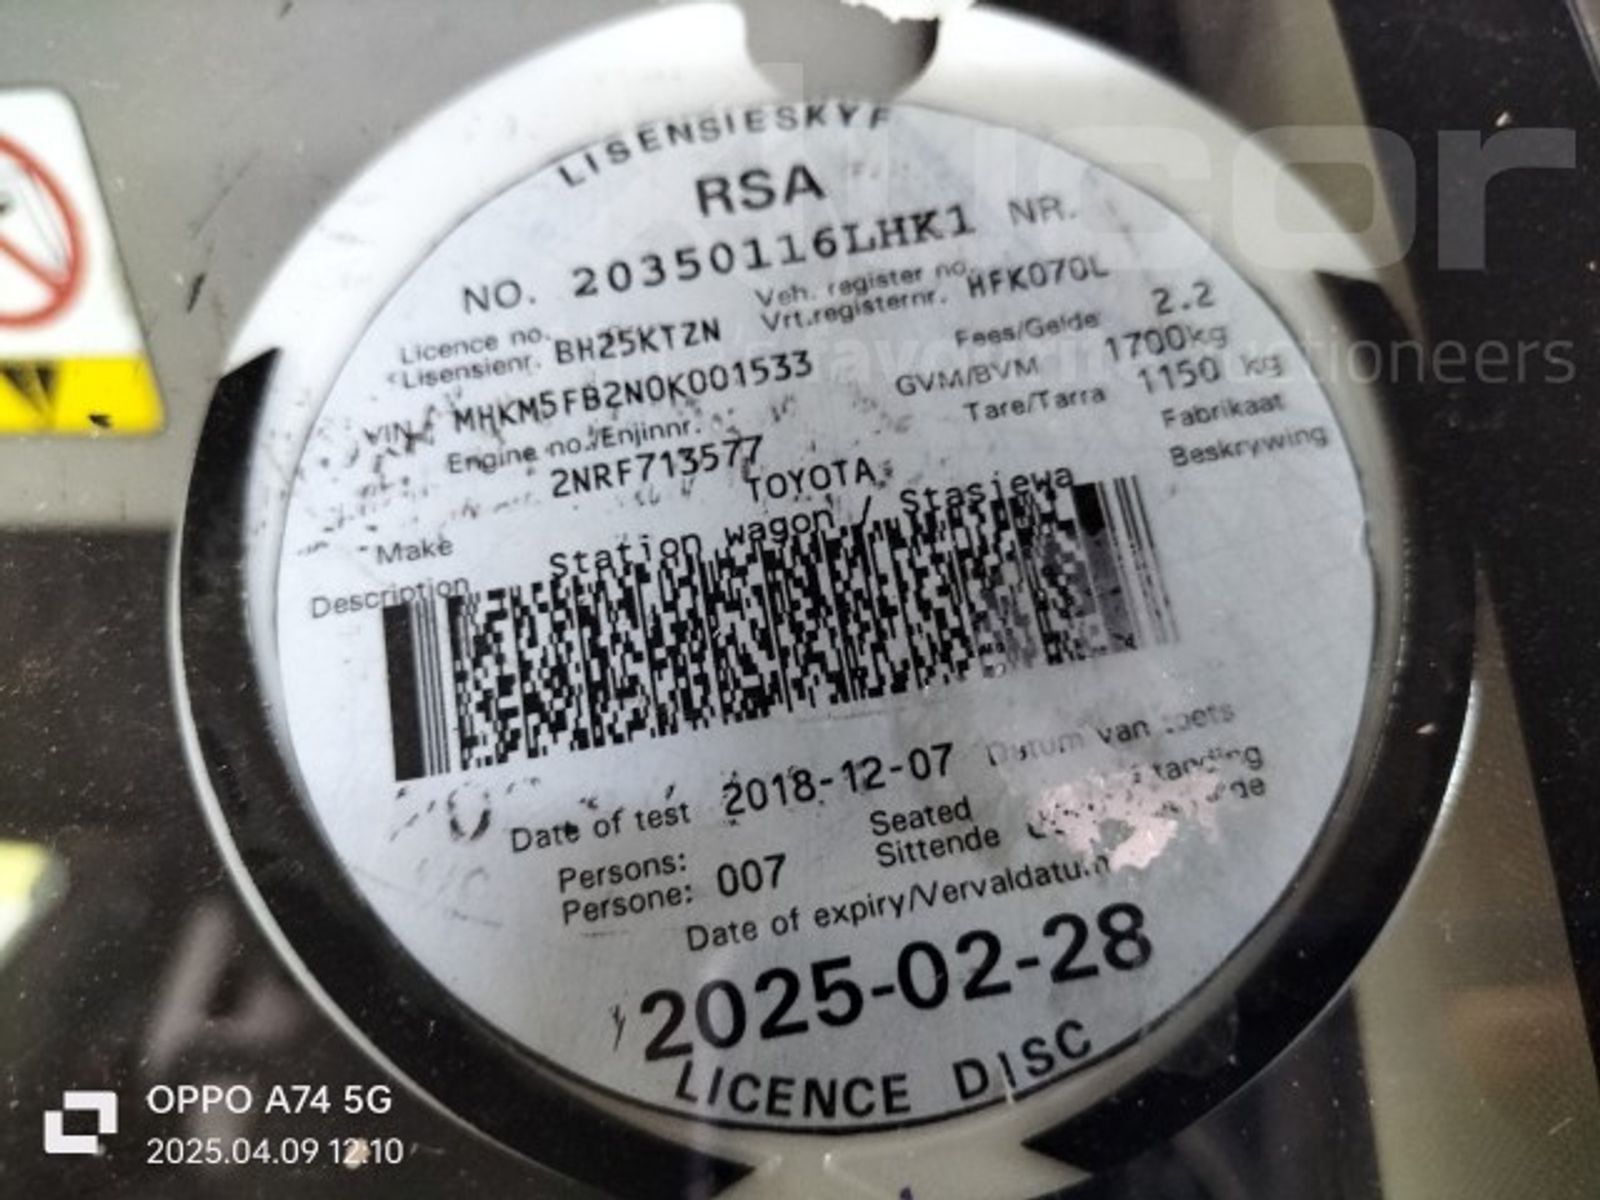 LISENSIESKYF
RSA
NO. 20350116LHK1 NR.
Licence no. Veh. register no.
Lisensienr. BH25KTZN Vrt.registernr. HFK070L
VIN MHKM5FB2N0K001533 Fees/Gelde 2.2
Engine no./Enjinnr. GVM/BVM 1700kg
2NRF713577 Tare/Tarra 1150 kg
Make TOYOTA Fabrikaat
Description Station wagon / Stasiewa Beskrywing
Date of test 2018-12-07 Datum van toets
Persons: Seated
Persone: 007 Sittende
Date of expiry/Vervaldatum
2025-02-28
LICENCE DISC
OPPO A74 5G
2025.04.09 12:10